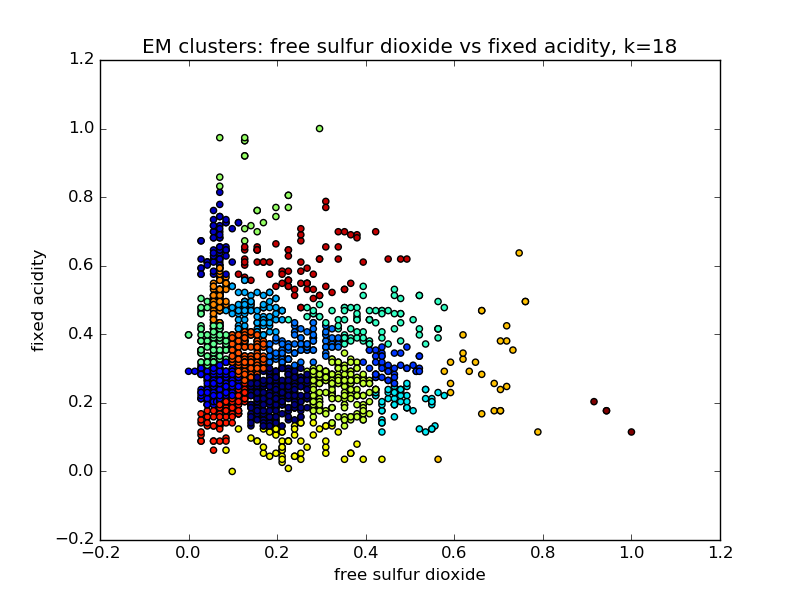 EM clusters: free sulfur dioxide vs fixed acidity, k=18
1.2
1.0
0.8
0.6
0.4
0.2
0.0
−0.2
fixed acidity
−0.2 0.0 0.2 0.4 0.6 0.8 1.0 1.2
free sulfur dioxide